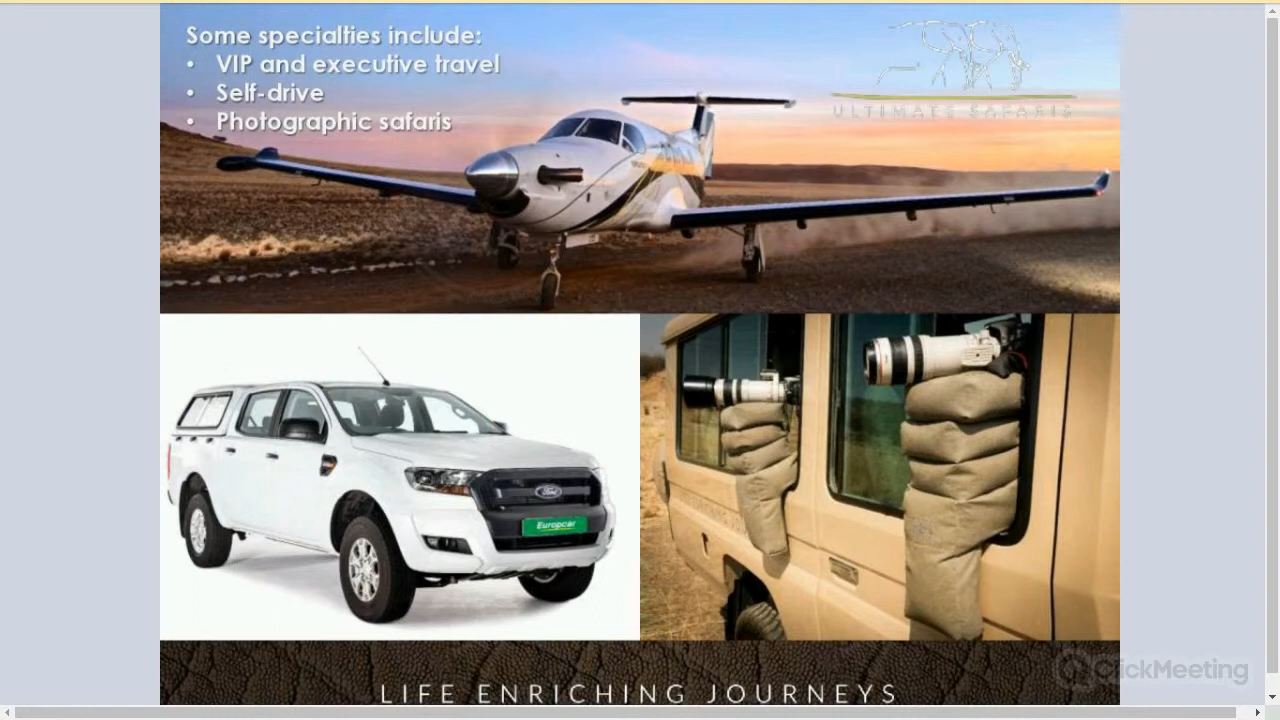 Some specialties include:
• VIP and executive travel
• Self-drive
• Photographic safaris
ULTIMATE SAFARIS
Ford
Europcar
LIFE ENRICHING JOURNEYS
ClickMeeting